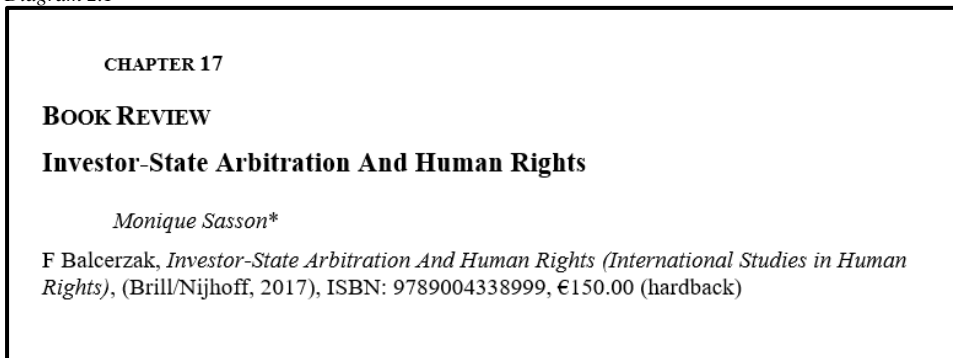 CHAPTER 17
BOOK REVIEW
Investor-State Arbitration And Human Rights
Monique Sasson*
F Balcerzak, Investor-State Arbitration And Human Rights (International Studies in Human
Rights), (Brill/Nijhoff, 2017), ISBN: 9789004338999, €150.00 (hardback)